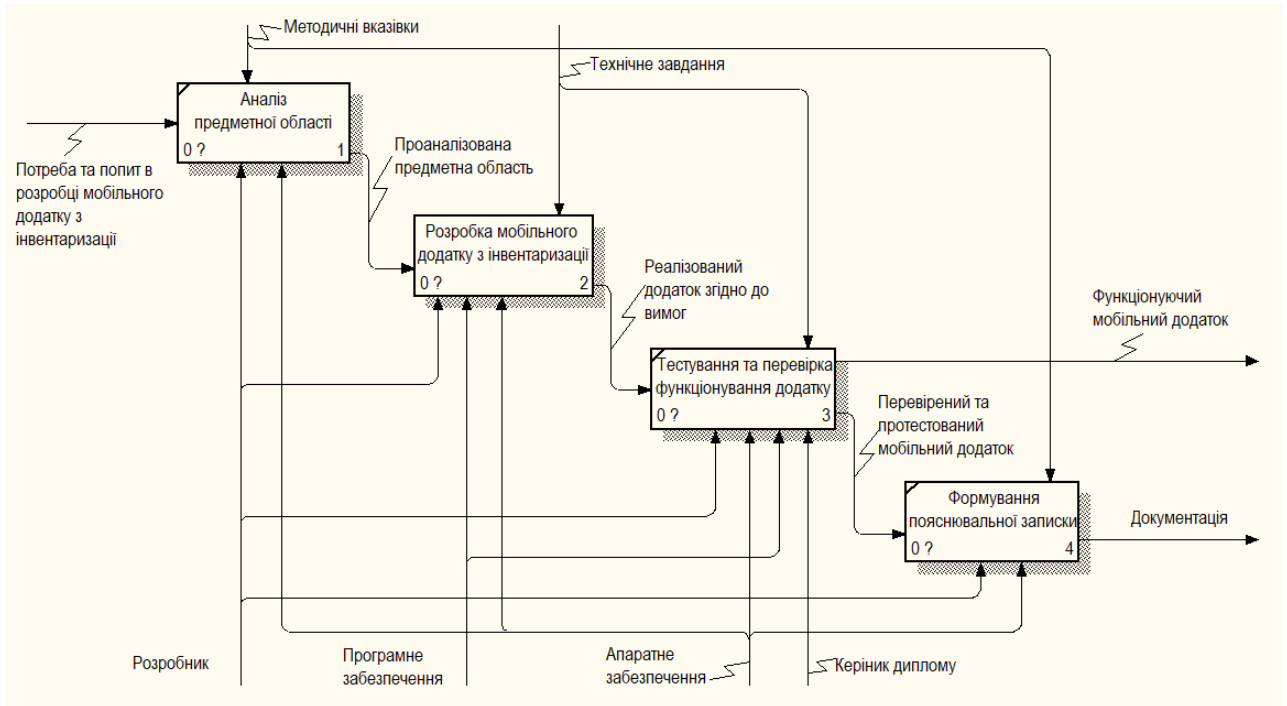 Методичні вказівки
Технічне завдання
Аналіз
предметної області
0 ?
1
Потреба та попит в
розробці мобільного
додатку з
інвентаризації
Проаналізована
предметна область
Розробка мобільного
додатку з інвентаризації
0 ?
2
Реалізований
додаток згідно до
вимог
Функціонуючий
мобільний додаток
Тестування та перевірка
функціонування додатку
0 ?
3
Перевірений та
протестований
мобільний додаток
Формування
пояснювальної записки
0 ?
4
Документація
Розробник
Програмне
забезпечення
Апаратне
забезпечення
Керіник диплому